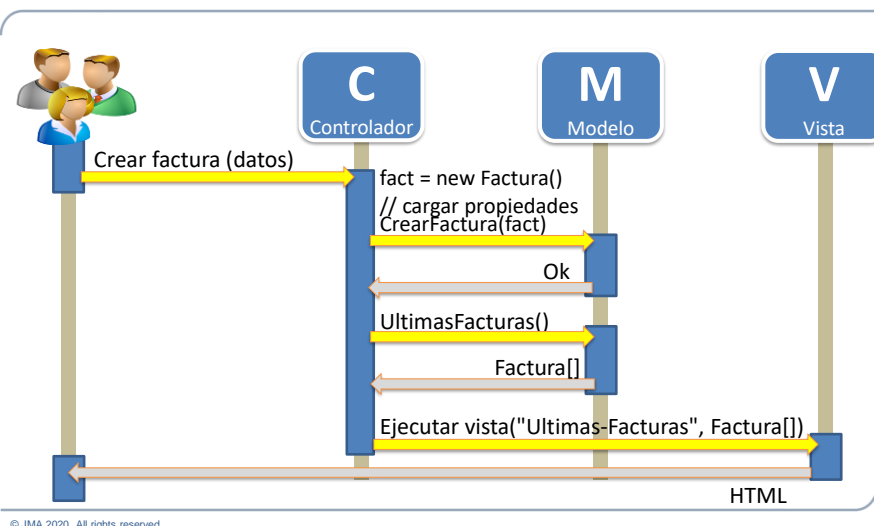 C
Controlador
M
Modelo
V
Vista
Crear factura (datos)
fact = new Factura()
// cargar propiedades
CrearFactura(fact)
Ok
UltimasFacturas()
Factura[]
Ejecutar vista("Ultimas-Facturas", Factura[])
HTML
© JMA 2020. All rights reserved